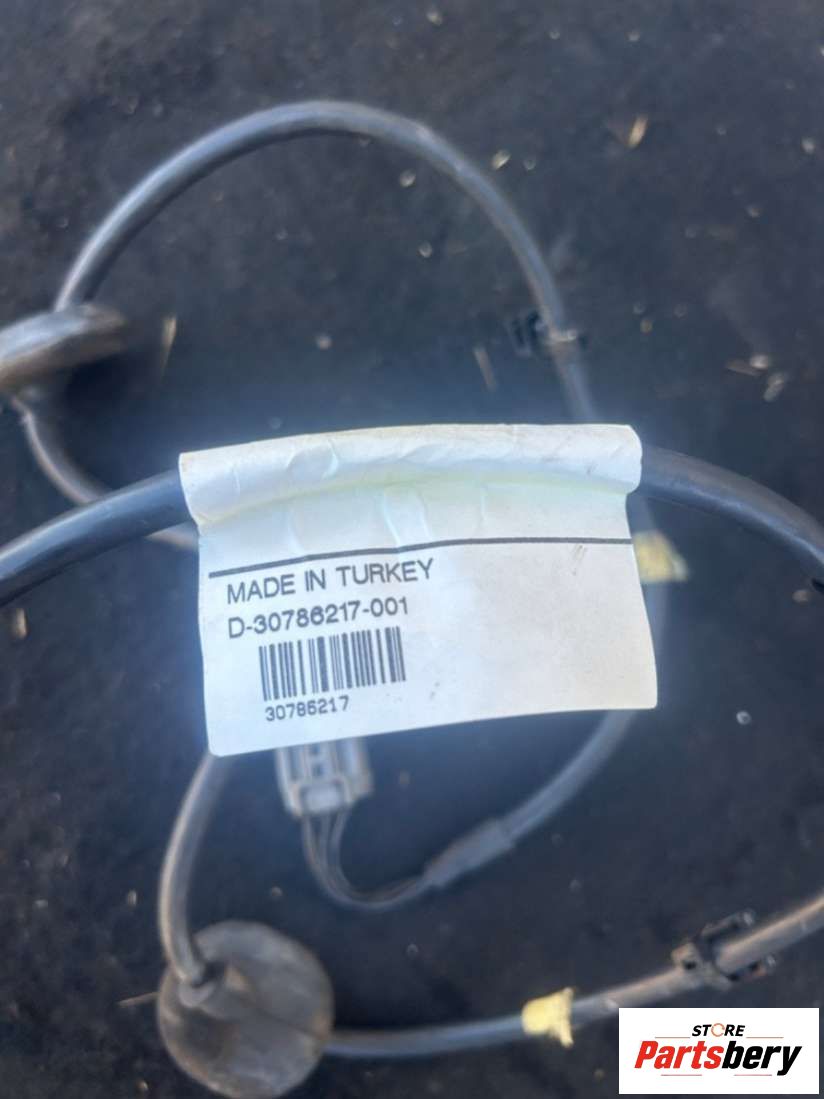 MADE IN TURKEY
D-30786217-001
30786217
STORE
Partsbery